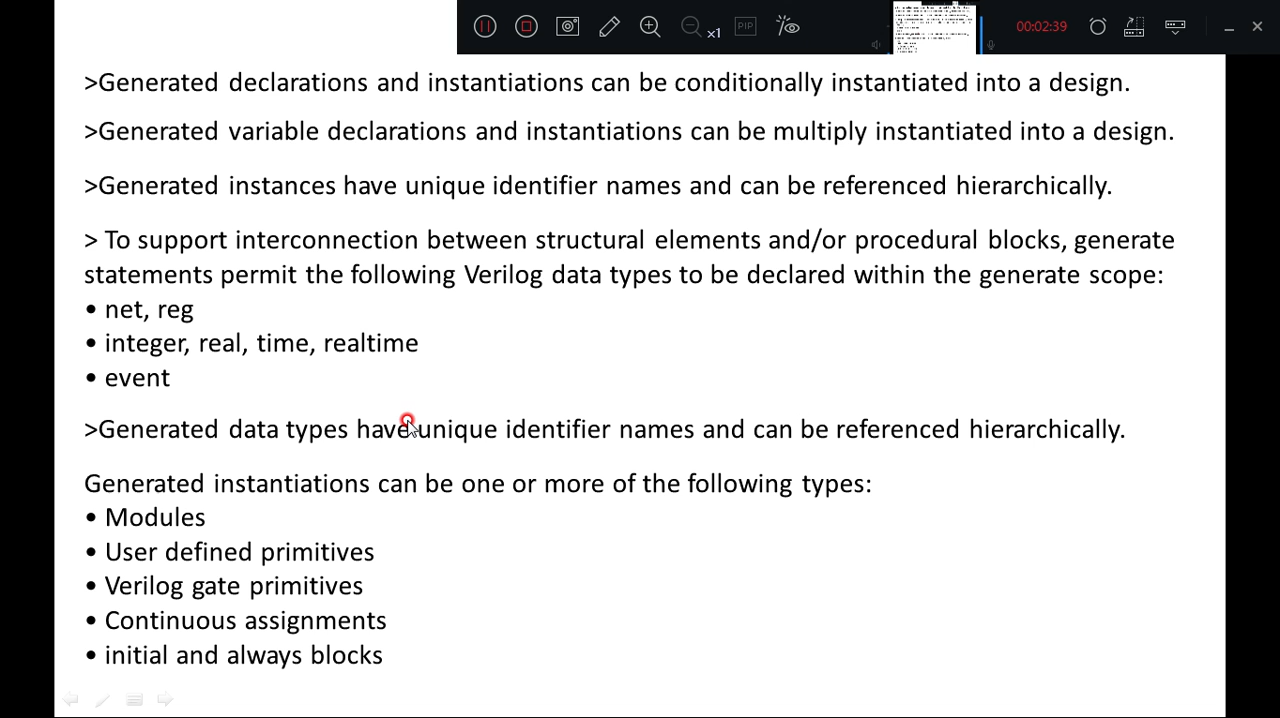 x1
PIP
00:02:39
>Generated declarations and instantiations can be conditionally instantiated into a design.
>Generated variable declarations and instantiations can be multiply instantiated into a design.
>Generated instances have unique identifier names and can be referenced hierarchically.
> To support interconnection between structural elements and/or procedural blocks, generate
statements permit the following Verilog data types to be declared within the generate scope:
• net, reg
• integer, real, time, realtime
• event
>Generated data types have unique identifier names and can be referenced hierarchically.
Generated instantiations can be one or more of the following types:
• Modules
• User defined primitives
• Verilog gate primitives
• Continuous assignments
• initial and always blocks